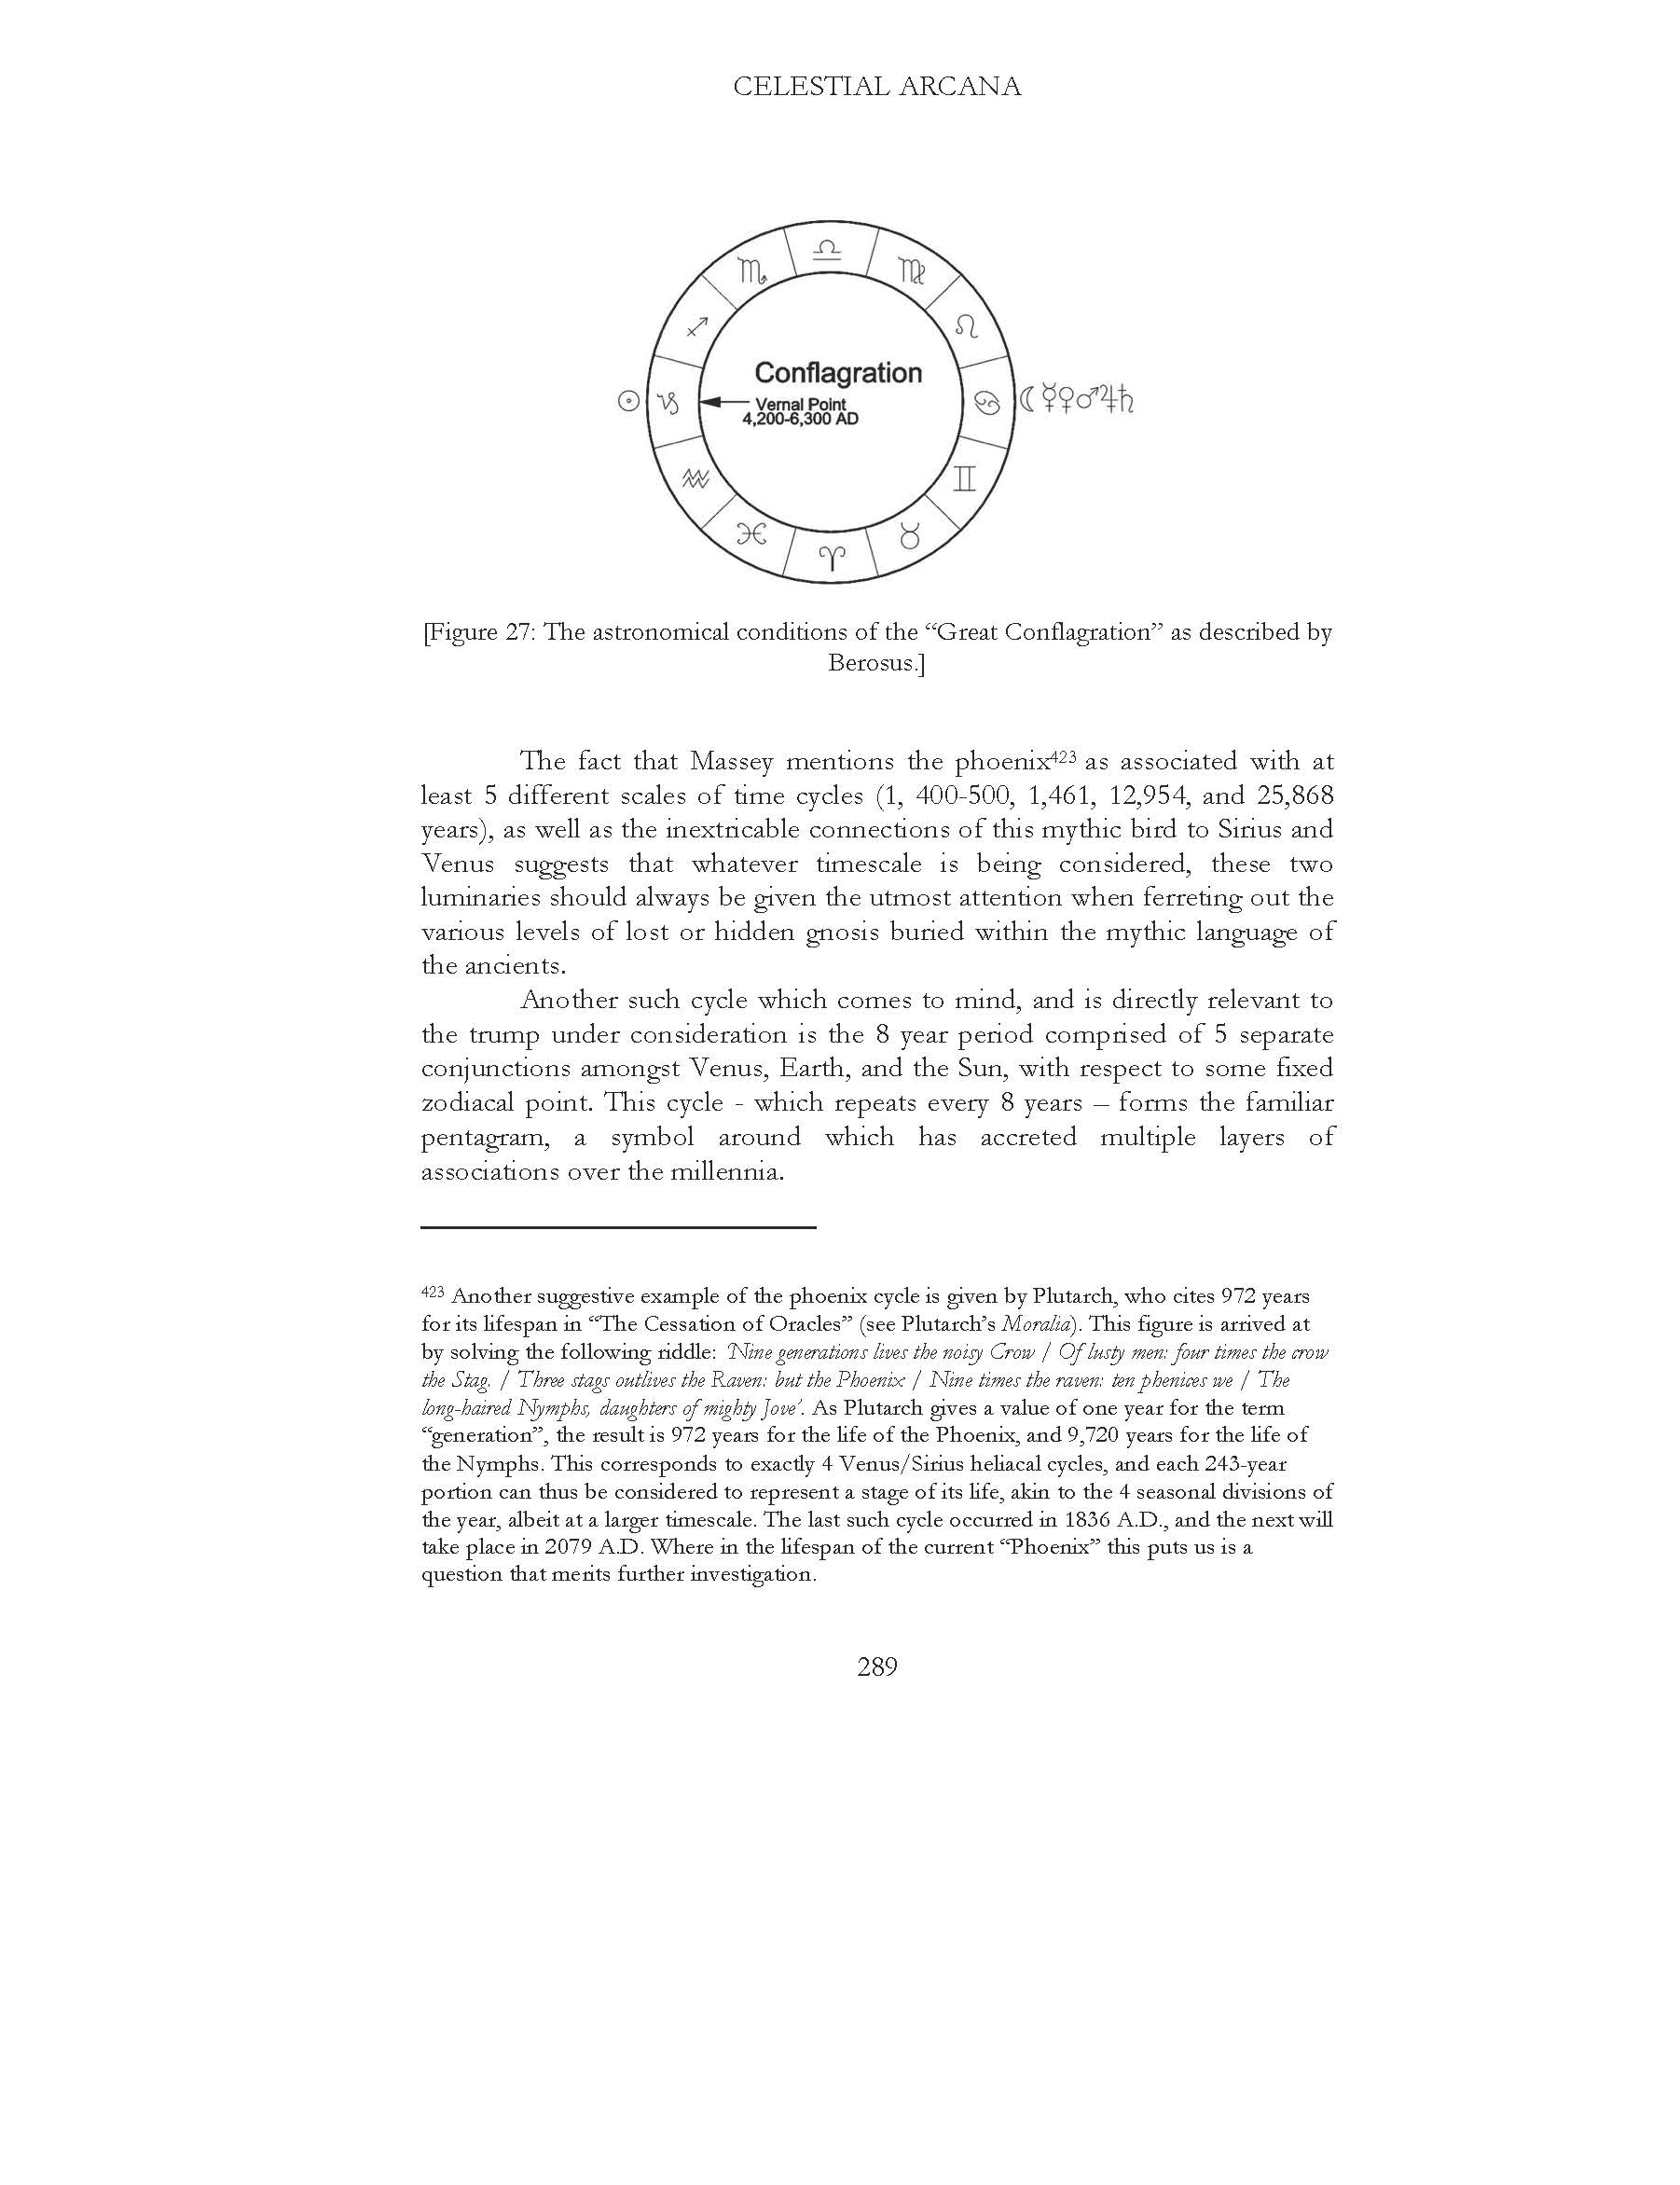 CELESTIAL ARCANA
♎
♏ ♍
♐ ♌
Conflagration
☉ ♑ Vernal Point ♋ ☾☿♀♂♃♄
4,200-6,300 AD
♒ ♊
♓ ♉
♈
[Figure 27: The astronomical conditions of the “Great Conflagration” as described by
Berosus.]
The fact that Massey mentions the phoenix423 as associated with at
least 5 different scales of time cycles (1, 400-500, 1,461, 12,954, and 25,868
years), as well as the inextricable connections of this mythic bird to Sirius and
Venus suggests that whatever timescale is being considered, these two
luminaries should always be given the utmost attention when ferreting out the
various levels of lost or hidden gnosis buried within the mythic language of
the ancients.
Another such cycle which comes to mind, and is directly relevant to
the trump under consideration is the 8 year period comprised of 5 separate
conjunctions amongst Venus, Earth, and the Sun, with respect to some fixed
zodiacal point. This cycle - which repeats every 8 years – forms the familiar
pentagram, a symbol around which has accreted multiple layers of
associations over the millennia.
423 Another suggestive example of the phoenix cycle is given by Plutarch, who cites 972 years
for its lifespan in “The Cessation of Oracles” (see Plutarch’s Moralia). This figure is arrived at
by solving the following riddle: ‘Nine generations lives the noisy Crow / Of lusty men: four times the crow
the Stag. / Three stags outlives the Raven: but the Phoenix / Nine times the raven: ten phenices we / The
long-haired Nymphs, daughters of mighty Jove’. As Plutarch gives a value of one year for the term
“generation”, the result is 972 years for the life of the Phoenix, and 9,720 years for the life of
the Nymphs. This corresponds to exactly 4 Venus/Sirius heliacal cycles, and each 243-year
portion can thus be considered to represent a stage of its life, akin to the 4 seasonal divisions of
the year, albeit at a larger timescale. The last such cycle occurred in 1836 A.D., and the next will
take place in 2079 A.D. Where in the lifespan of the current “Phoenix” this puts us is a
question that merits further investigation.
289